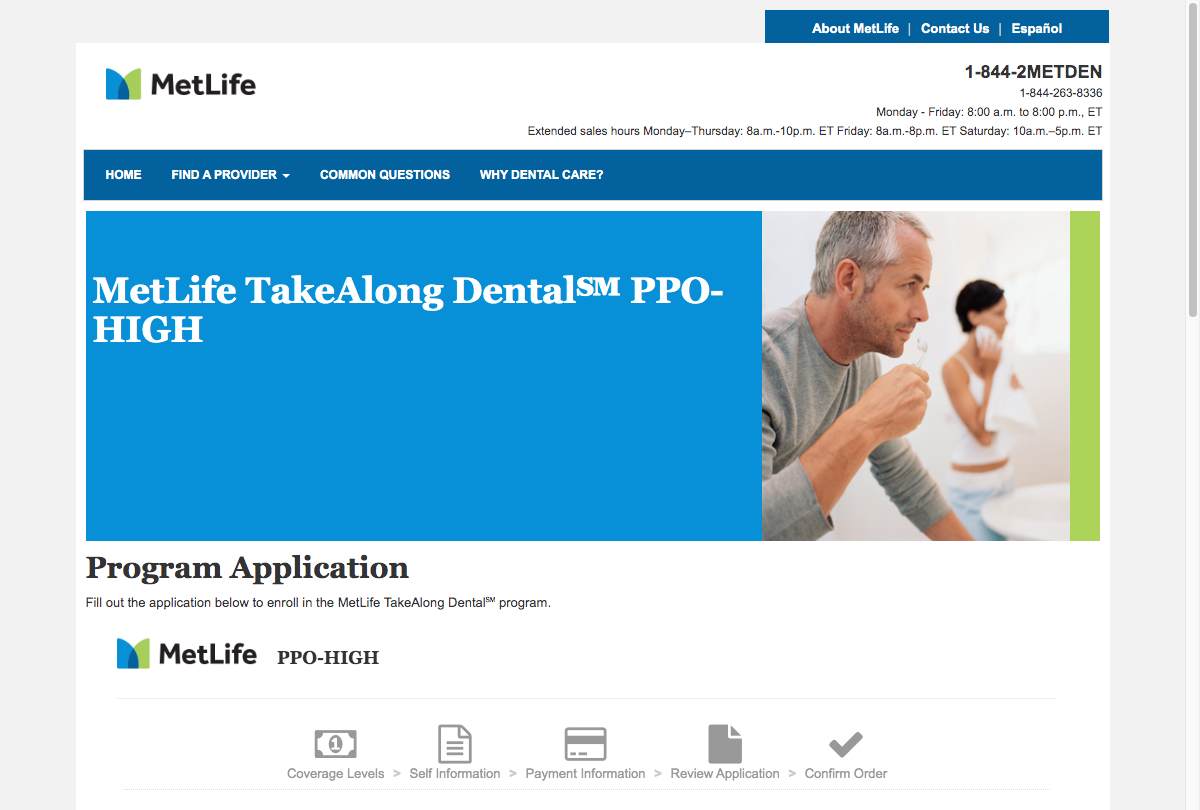 About MetLife | Contact Us | Español
MetLife
1-844-2METDEN
1-844-263-8336
Monday - Friday: 8:00 a.m. to 8:00 p.m., ET
Extended sales hours Monday–Thursday: 8a.m.-10p.m. ET Friday: 8a.m.-8p.m. ET Saturday: 10a.m.–5p.m. ET
HOME FIND A PROVIDER COMMON QUESTIONS WHY DENTAL CARE?
MetLife TakeAlong Dental℠ PPO-
HIGH
Program Application
Fill out the application below to enroll in the MetLife TakeAlong Dental℠ program.
MetLife PPO-HIGH
1
Coverage Levels > Self Information > Payment Information > Review Application > Confirm Order